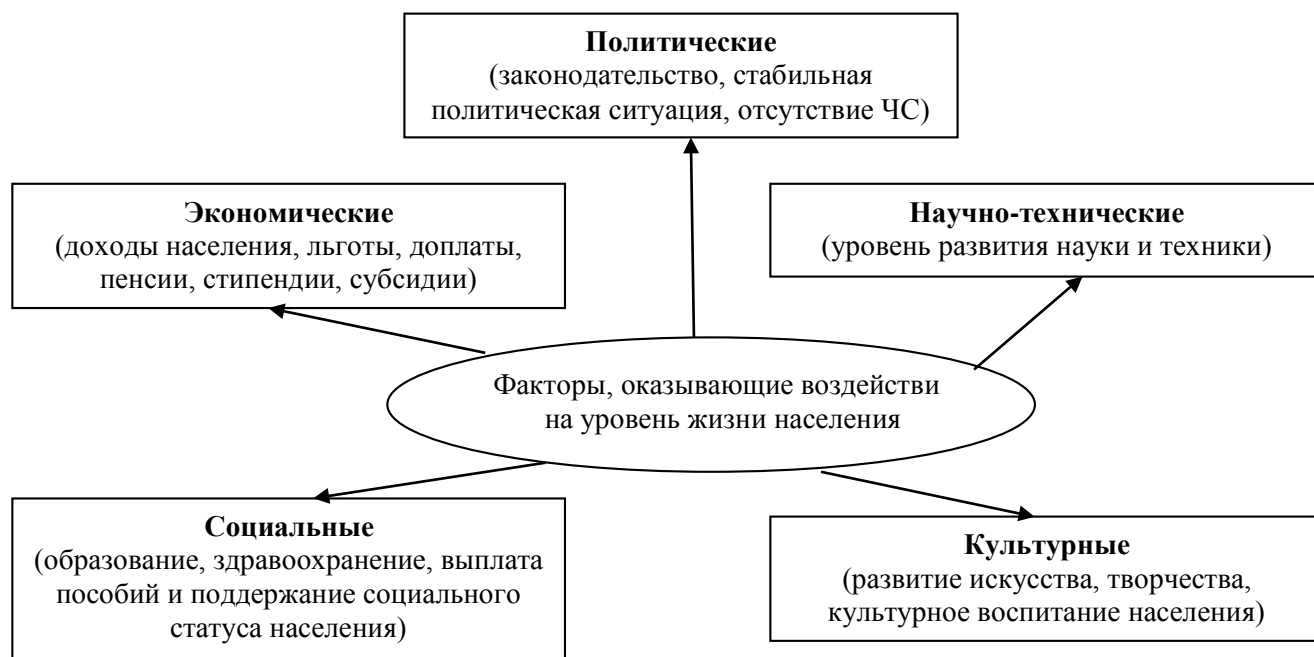 Политические
(законодательство, стабильная
политическая ситуация, отсутствие ЧС)
Экономические
(доходы населения, льготы, доплаты,
пенсии, стипендии, субсидии)
Научно-технические
(уровень развития науки и техники)
Факторы, оказывающие воздействи
на уровень жизни населения
Социальные
(образование, здравоохранение, выплата
пособий и поддержание социального
статуса населения)
Культурные
(развитие искусства, творчества,
культурное воспитание населения)